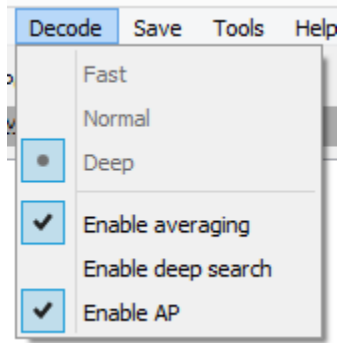 Decode Save Tools Help
Fast
Normal
Deep
Enable averaging
Enable deep search
Enable AP